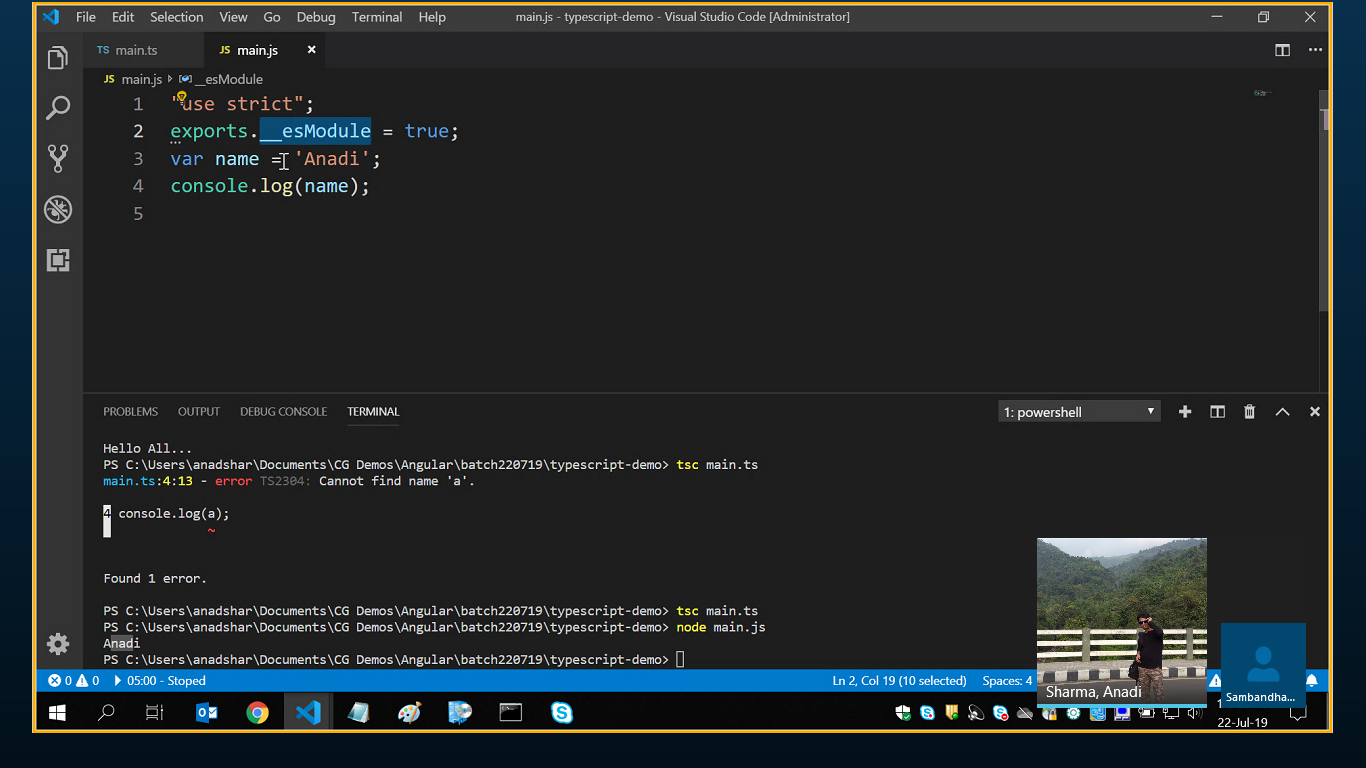 File Edit Selection View Go Debug Terminal Help main.js - typescript-demo - Visual Studio Code [Administrator]
TS main.ts JS main.js
JS main.js __esModule
1 "use strict";
2 exports.__esModule = true;
3 var name = 'Anadi';
4 console.log(name);
5
PROBLEMS OUTPUT DEBUG CONSOLE TERMINAL 1: powershell
Hello All...
PS C:\Users\anadshar\Documents\CG Demos\Angular\batch220719\typescript-demo> tsc main.ts
main.ts:4:13 - error TS2304: Cannot find name 'a'.
4 console.log(a);
~
Found 1 error.
PS C:\Users\anadshar\Documents\CG Demos\Angular\batch220719\typescript-demo> tsc main.ts
PS C:\Users\anadshar\Documents\CG Demos\Angular\batch220719\typescript-demo> node main.js
Anadi
PS C:\Users\anadshar\Documents\CG Demos\Angular\batch220719\typescript-demo>
0 0 05:00 - Stoped Ln 2, Col 19 (10 selected) Spaces: 4
Sharma, Anadi
Sambandha...
22-Jul-19